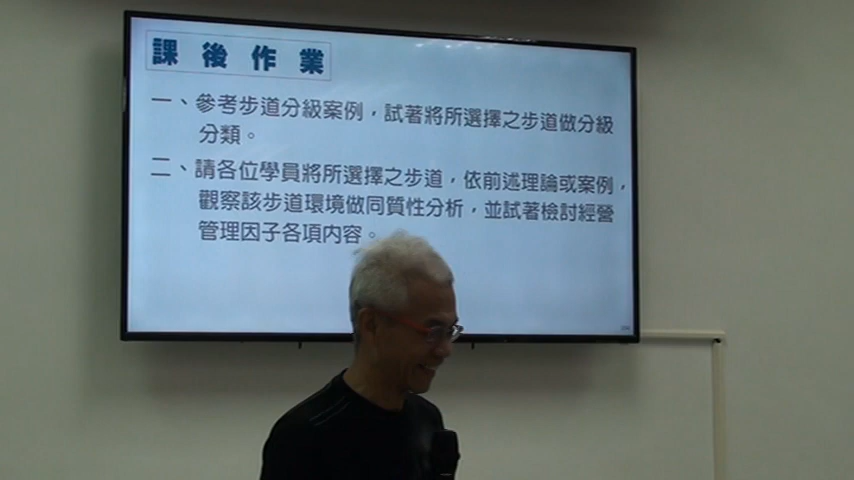 課後作業
一、參考步道分級案例，試著將所選擇之步道做分級
分類。
二、請各位學員將所選擇之步道，依前述理論或案例，
觀察該步道環境做同質性分析，並試著檢討經營
管理因子各項內容。